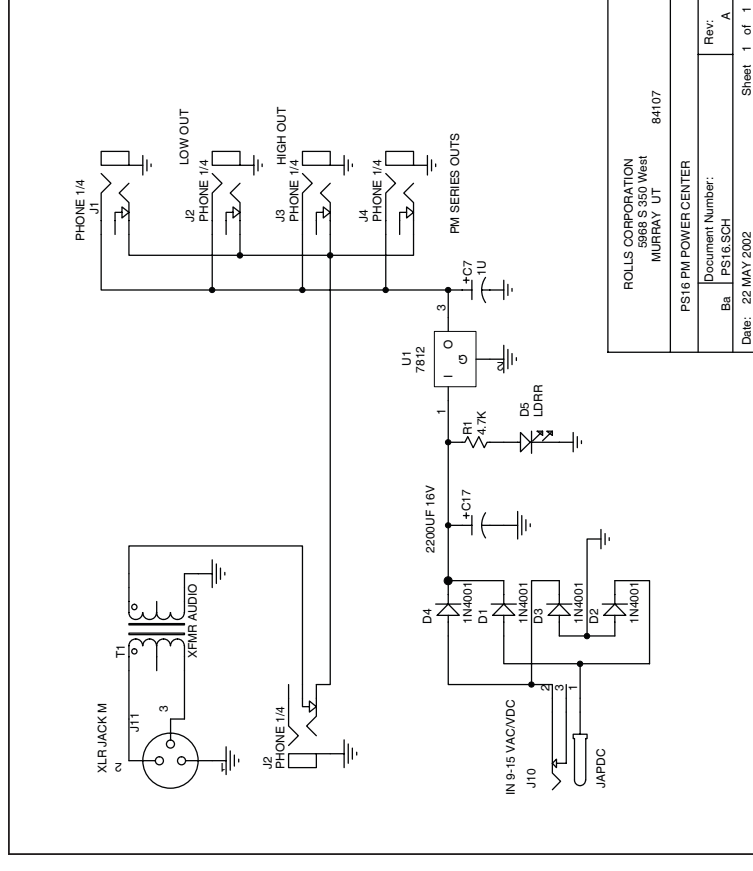 XLR JACK M
2
J11
3
1
T1
XFMR AUDIO
J2
PHONE 1/4
PHONE 1/4
J1
LOW OUT
J2
PHONE 1/4
HIGH OUT
J3
PHONE 1/4
J4
PHONE 1/4
PM SERIES OUTS
IN 9-15 VAC/VDC
J10
2
3
1
JAPDC
D4
1N4001
D1
1N4001
D3
1N4001
D2
1N4001
2200UF 16V
+C17
R1
4.7K
D5
LDRR
1
U1
7812
I
O
G
2
3
+C7
1U
ROLLS CORPORATION
5968 S 350 West
MURRAY UT 84107
PS16 PM POWER CENTER
Document Number:
Rev:
Ba
PS16.SCH
A
Date: 22 MAY 2002
Sheet 1 of 1